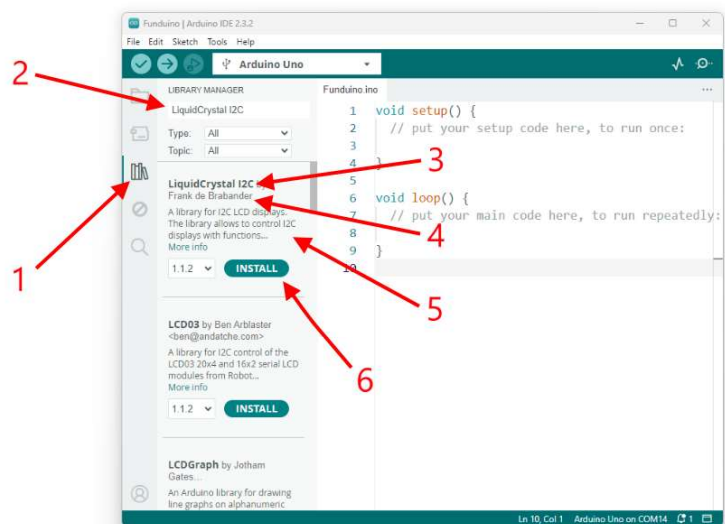 Funduino | Arduino IDE 2.3.2
File Edit Sketch Tools Help
Arduino Uno
2
LIBRARY MANAGER
LiquidCrystal I2C
Type: All
Topic: All
LiquidCrystal I2C
Frank de Brabander
A library for I2C LCD displays.
The library allows to control I2C
displays with functions...
More info
1.1.2 INSTALL
LCD03 by Ben Arblaster
<ben@andatche.com>
A library for I2C control of the
LCD03 20x4 and 16x2 serial LCD
modules from Robot...
More info
1.1.2 INSTALL
LCDGraph by Jotham
Gates...
An Arduino library for drawing
line graphs on alphanumeric
Funduino.ino
...
1 void setup() {
2 // put your setup code here, to run once:
3
4 }
5
6 void loop() {
7 // put your main code here, to run repeatedly:
8
9 }
10
3
4
5
6
1
Ln 10, Col 1 Arduino Uno on COM14 1